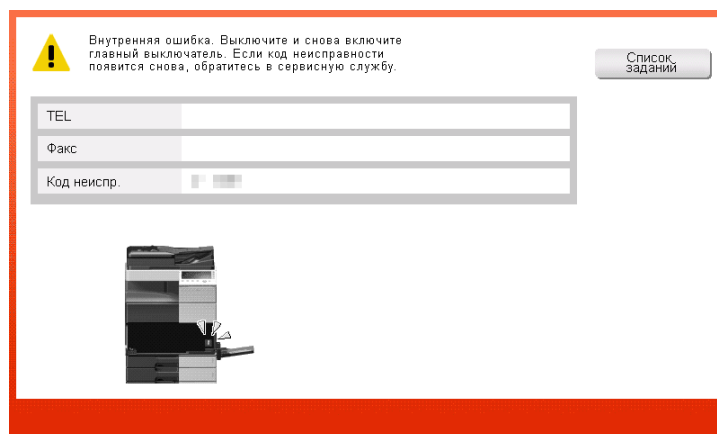 Внутренняя ошибка. Выключите и снова включите
главный выключатель. Если код неисправности
появится снова, обратитесь в сервисную службу.
Список
заданий
TEL
Факс
Код неиспр.